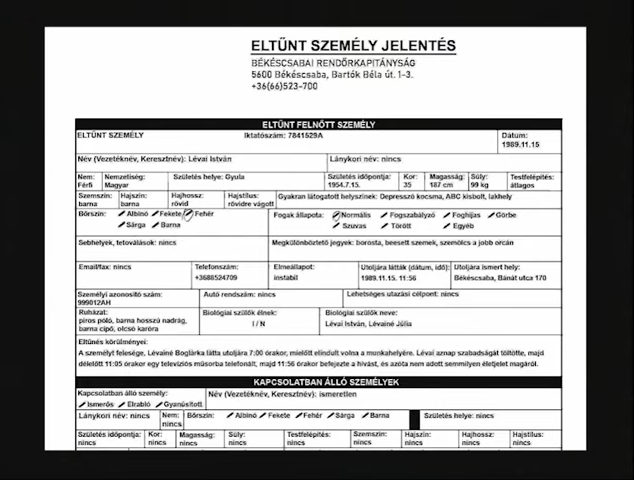 ELTŰNT SZEMÉLY JELENTÉS
BÉKÉSCSABAI RENDŐRKAPITÁNYSÁG
5600 Békéscsaba, Bartók Béla út. 1-3.
+36(66)523-700
ELTŰNT FELNŐTT SZEMÉLY
ELTŰNT SZEMÉLY Iktatószám: 7841529A Dátum:
1989.11.15
Név (Vezetéknév, Keresztnév): Lévai István Lánykori név: nincs
Nem: Nemzetiség: Születés helye: Gyula Születés időpontja: Kor: Magasság: Súly: Testfelépítés:
Férfi Magyar 1954.7.15. 35 187 cm 99 kg átlagos
Szemszín: Hajszín: Hajhossz: Hajstílus: Gyakran látogatott helyszínek: Depresszó kocsma, ABC kisbolt, lakhely
barna barna rövid rövidre vágott
Bőrszín: Albínó Fekete Fehér Fogak állapota: Normális Fogszabályzó Foghíjas Görbe
Sárga Barna Szuvas Törött Egyéb
Sebhelyek, tetoválások: nincs Megkülönböztető jegyek: borosta, beesett szemek, szemölcs a jobb orcán
Email/fax: nincs Telefonszám: Elmeállapot: Utoljára látták (dátum, idő): Utoljára ismert hely:
+3688524709 instabil 1989.11.15. 11:56 Békéscsaba, Bánát utca 170
Személyi azonosító szám: Autó rendszám: nincs Lehetséges utazási célpont: nincs
999012AH
Ruházat: Biológiai szülők élnek: Biológiai szülők neve:
piros póló, barna hosszú nadrág, I / N Lévai István, Lévainé Júlia
barna cipő, olcsó karóra
Eltűnés körülményei:
A személyt felesége, Lévainé Boglárka látta utoljára 7:00 órakor, mielőtt elindult volna a munkahelyére. Lévai aznap szabadságát töltötte, majd
délelőtt 11:05 órakor egy televíziós műsorba telefonált, majd 11:56 órakor befejezte a hívást, és azóta nem adott semmilyen életjelet magáról.
KAPCSOLATBAN ÁLLÓ SZEMÉLYEK
Kapcsolatban álló személy: Név (Vezetéknév, Keresztnév): ismeretlen
Ismerős Elrabló Gyanúsított
Lánykori név: nincs Nem: Bőrszín: Albínó Fekete Fehér Sárga Barna Születés helye: nincs
nincs
Születés időpontja: Kor: Magasság: Súly: Testfelépítés: Szemszín: Hajszín: Hajhossz: Hajstílus:
nincs nincs nincs nincs nincs nincs nincs nincs nincs